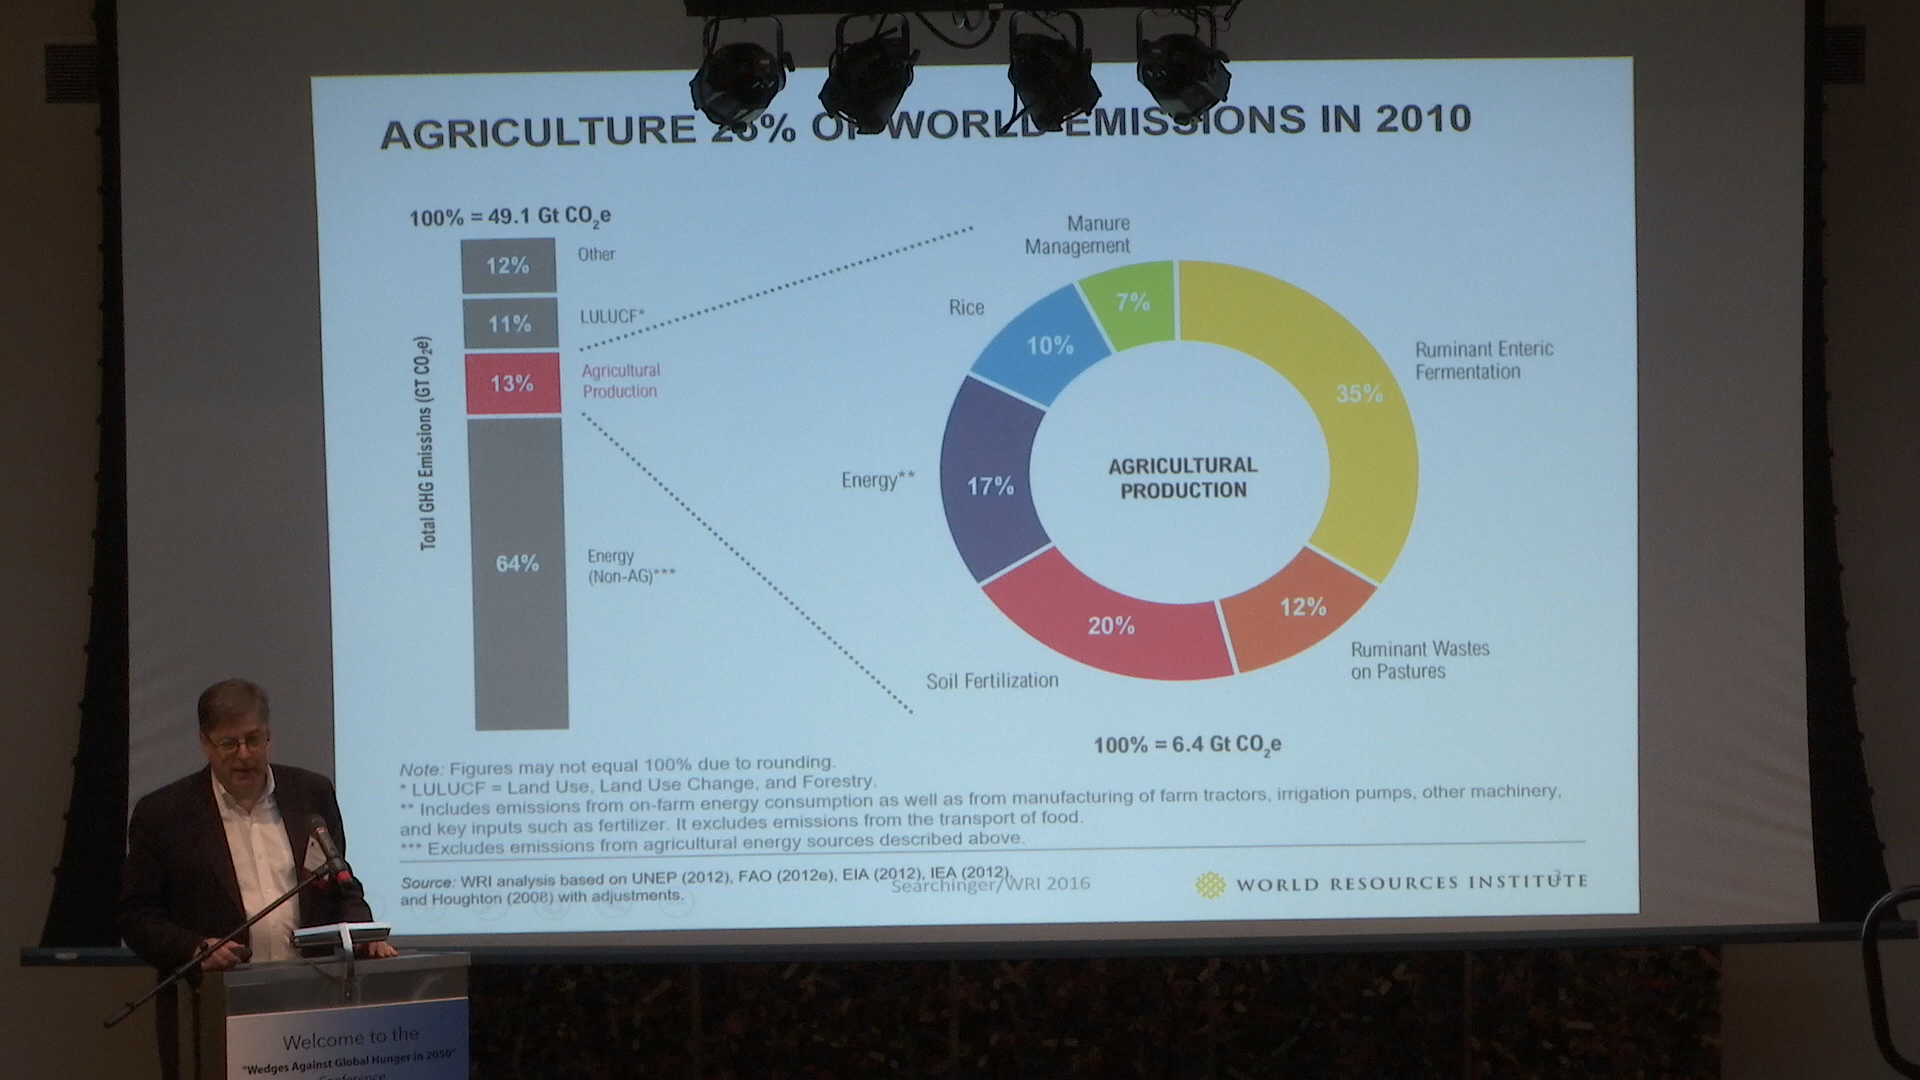 AGRICULTURE % OF WORLD EMISSIONS IN 2010
100% = 49.1 Gt CO₂e
12%
Other
11%
LULUCF*
13%
Agricultural
Production
64%
Energy
(Non-AG)***
Total GHG Emissions (GT CO₂e)
Manure
Management
7%
Rice
10%
Ruminant Enteric
Fermentation
35%
Energy**
17%
AGRICULTURAL
PRODUCTION
12%
Ruminant Wastes
on Pastures
20%
Soil Fertilization
100% = 6.4 Gt CO₂e
Note: Figures may not equal 100% due to rounding.
* LULUCF = Land Use, Land Use Change, and Forestry.
** Includes emissions from on-farm energy consumption as well as from manufacturing of farm tractors, irrigation pumps, other machinery,
and key inputs such as fertilizer. It excludes emissions from the transport of food.
*** Excludes emissions from agricultural energy sources described above.
Source: WRI analysis based on UNEP (2012), FAO (2012e), EIA (2012), IEA (2012),
and Houghton (2008) with adjustments.
Searchinger/WRI 2016
WORLD RESOURCES INSTITUTE
3
Welcome to the
"Wedges Against Global Hunger in 2050"
Conference